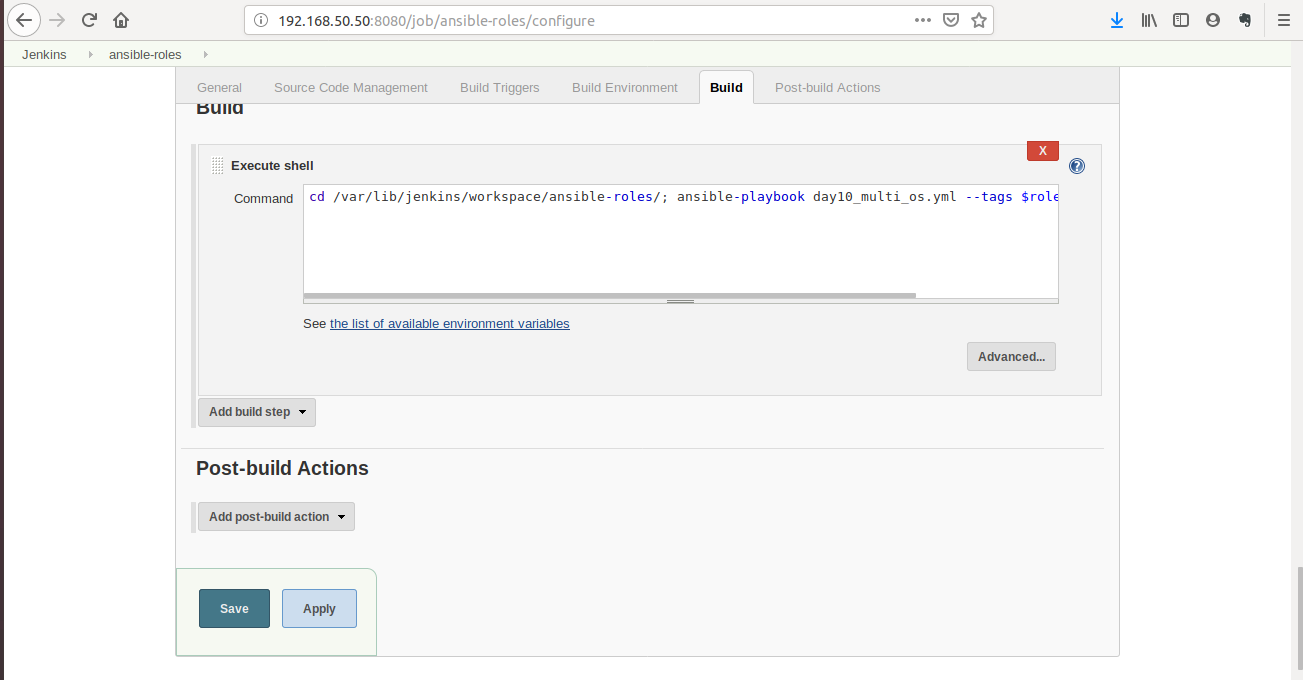 192.168.50.50:8080/job/ansible-roles/configure
Jenkins ansible-roles
General Source Code Management Build Triggers Build Environment Build Post-build Actions
Build
X
Execute shell
?
Command cd /var/lib/jenkins/workspace/ansible-roles/; ansible-playbook day10_multi_os.yml --tags $role
See the list of available environment variables
Advanced...
Add build step
Post-build Actions
Add post-build action
Save Apply